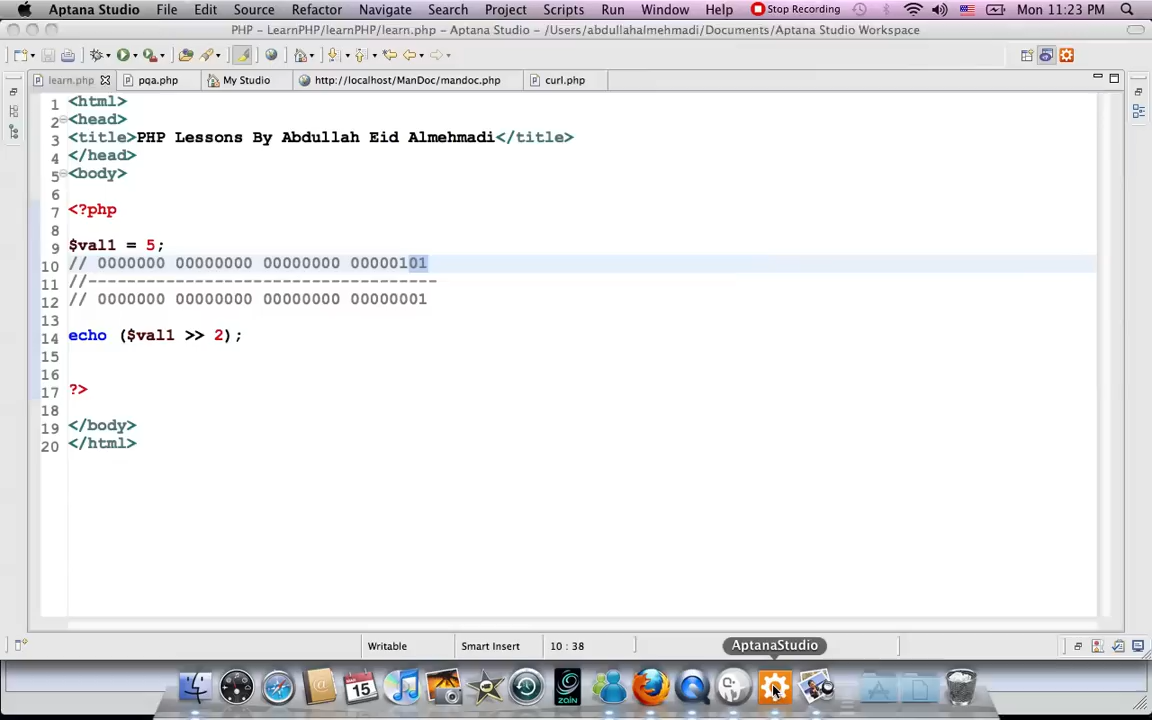 Aptana Studio File Edit Source Refactor Navigate Search Project Scripts Run Window Help Stop Recording Mon 11:23 PM
PHP - LearnPHP/learnPHP/learn.php - Aptana Studio - /Users/abdullahalmehmadi/Documents/Aptana Studio Workspace
learn.php pqa.php My Studio http://localhost/ManDoc/mandoc.php curl.php
1 <html>
2 <head>
3 <title>PHP Lessons By Abdullah Eid Almehmadi</title>
4 </head>
5 <body>
6
7 <?php
8
9 $val1 = 5;
10 // 0000000 00000000 00000000 00000101
11 //------------------------------------
12 // 0000000 00000000 00000000 00000001
13
14 echo ($val1 >> 2);
15
16
17 ?>
18
19 </body>
20 </html>
Writable Smart Insert 10 : 38
AptanaStudio
zain
15